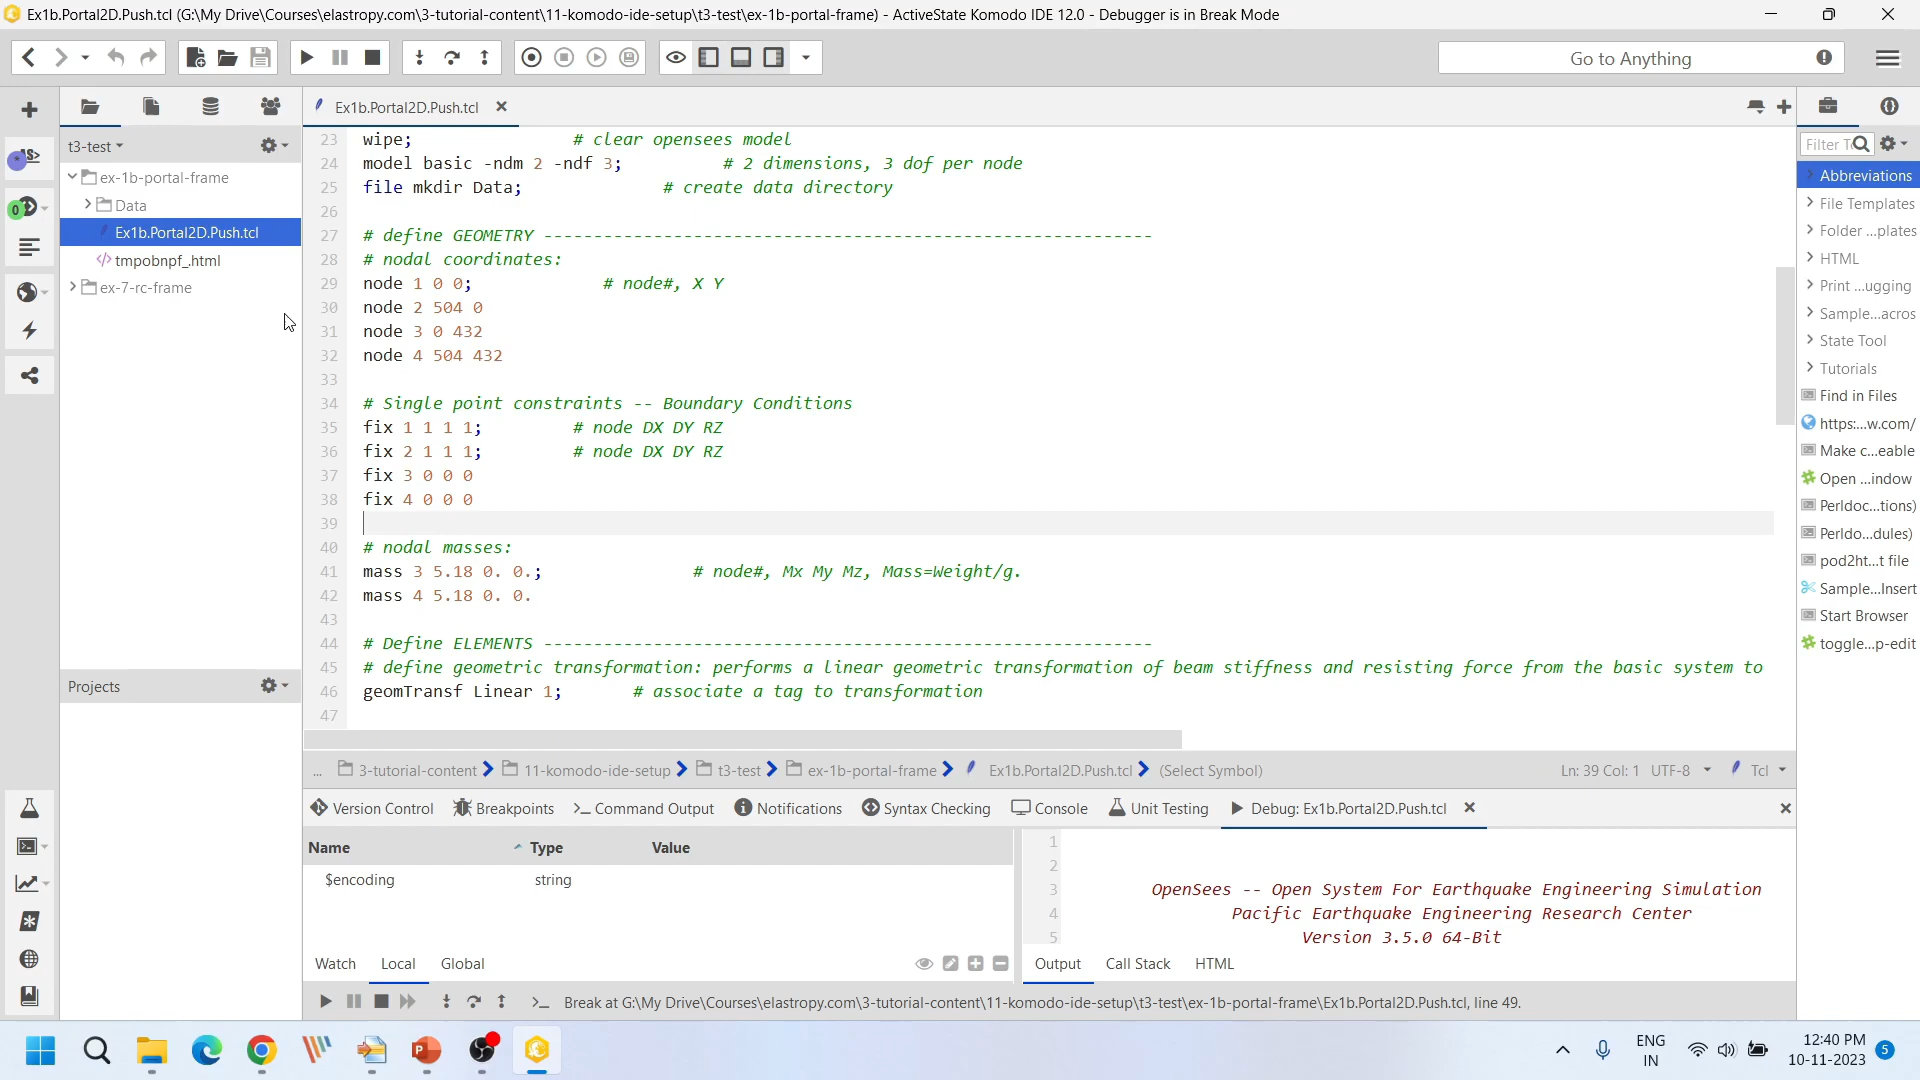 Ex1b.Portal2D.Push.tcl (G:\My Drive\Courses\elastropy.com\3-tutorial-content\11-komodo-ide-setup\t3-test\ex-1b-portal-frame) - ActiveState Komodo IDE 12.0 - Debugger is in Break Mode
Go to Anything
Ex1b.Portal2D.Push.tcl
t3-test
ex-1b-portal-frame
Data
Ex1b.Portal2D.Push.tcl
tmpobnpf_.html
ex-7-rc-frame
Projects
23 wipe; # clear opensees model
24 model basic -ndm 2 -ndf 3; # 2 dimensions, 3 dof per node
25 file mkdir Data; # create data directory
26
27 # define GEOMETRY -------------------------------------------------------------
28 # nodal coordinates:
29 node 1 0 0; # node#, X Y
30 node 2 504 0
31 node 3 0 432
32 node 4 504 432
33
34 # Single point constraints -- Boundary Conditions
35 fix 1 1 1 1; # node DX DY RZ
36 fix 2 1 1 1; # node DX DY RZ
37 fix 3 0 0 0
38 fix 4 0 0 0
39
40 # nodal masses:
41 mass 3 5.18 0. 0.; # node#, Mx My Mz, Mass=Weight/g.
42 mass 4 5.18 0. 0.
43
44 # Define ELEMENTS -------------------------------------------------------------
45 # define geometric transformation: performs a linear geometric transformation of beam stiffness and resisting force from the basic system to
46 geomTransf Linear 1; # associate a tag to transformation
47
Filter T
Abbreviations
File Templates
Folder ...plates
HTML
Print ...ugging
Sample...acros
State Tool
Tutorials
Find in Files
https:...w.com/
Make c...eable
Open ...indow
Perldoc...tions)
Perldo...dules)
pod2ht...t file
Sample...Insert
Start Browser
toggle...p-edit
... 3-tutorial-content 11-komodo-ide-setup t3-test ex-1b-portal-frame Ex1b.Portal2D.Push.tcl (Select Symbol) Ln: 39 Col: 1 UTF-8 Tcl
Version Control Breakpoints Command Output Notifications Syntax Checking Console Unit Testing Debug: Ex1b.Portal2D.Push.tcl
Name Type Value
$encoding string
Watch Local Global
1
2
3 OpenSees -- Open System For Earthquake Engineering Simulation
4 Pacific Earthquake Engineering Research Center
5 Version 3.5.0 64-Bit
Output Call Stack HTML
Break at G:\My Drive\Courses\elastropy.com\3-tutorial-content\11-komodo-ide-setup\t3-test\ex-1b-portal-frame\Ex1b.Portal2D.Push.tcl, line 49.
ENG
IN
12:40 PM
10-11-2023
5